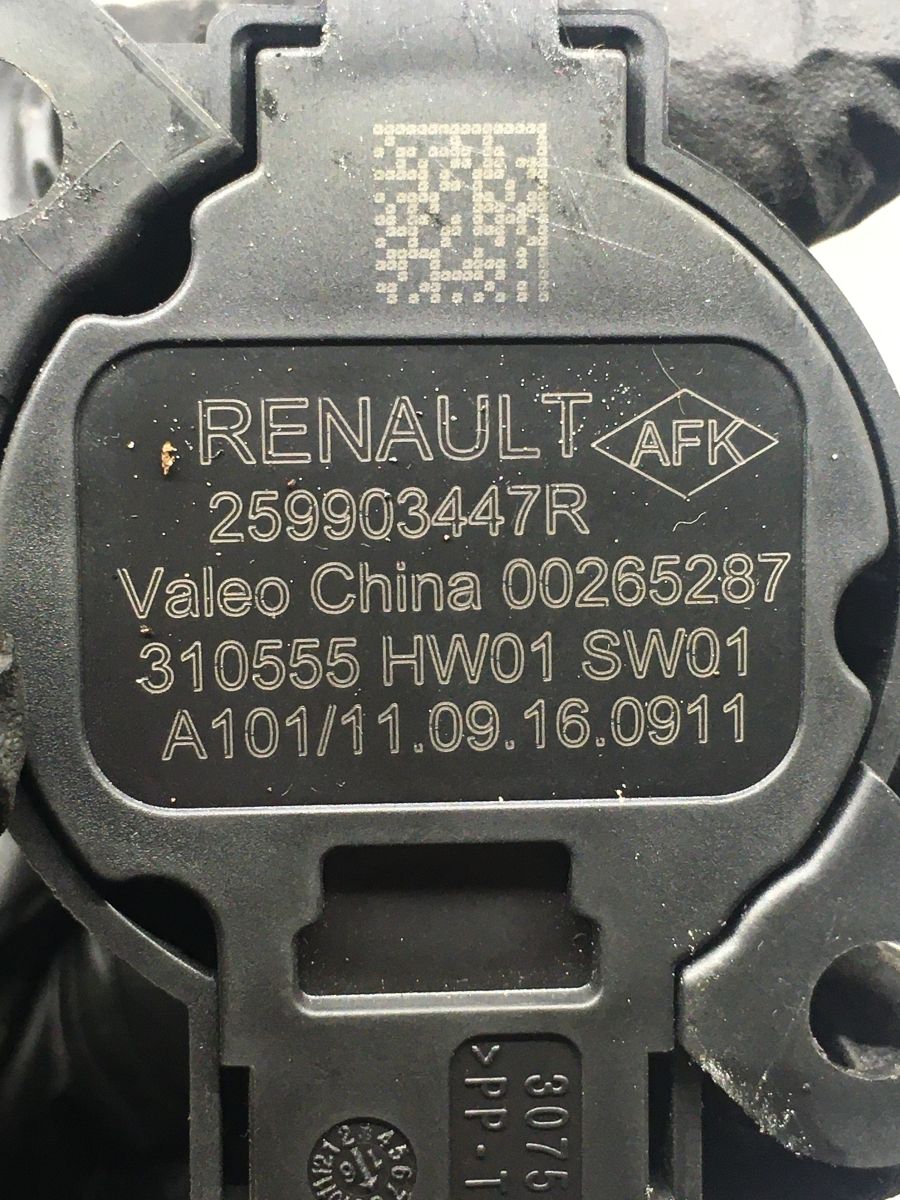 RENAULT AFK
259903447R
Valeo China 00265287
310555 HW01 SW01
A101/11.09.16.0911
3075
>PP-T